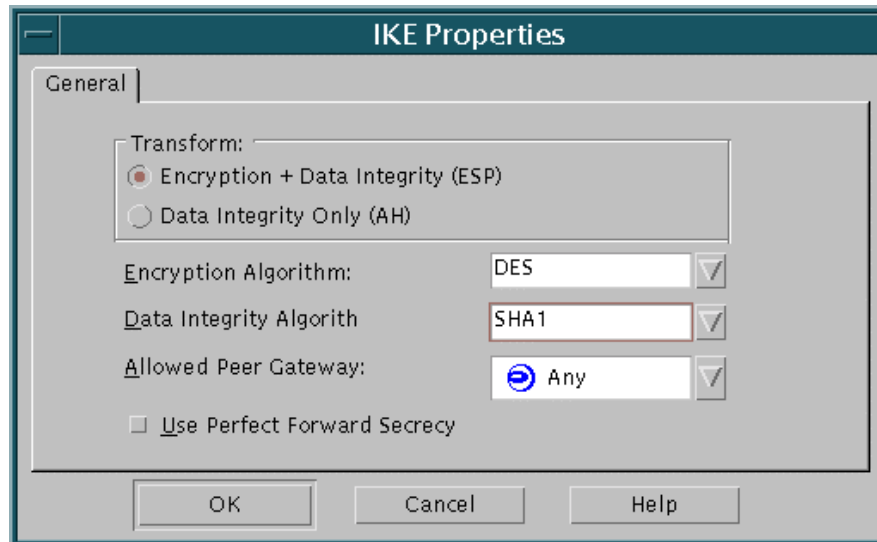 IKE Properties
General
Transform:
Encryption + Data Integrity (ESP)
Data Integrity Only (AH)
Encryption Algorithm: DES
Data Integrity Algorith SHA1
Allowed Peer Gateway: Any
Use Perfect Forward Secrecy
OK Cancel Help